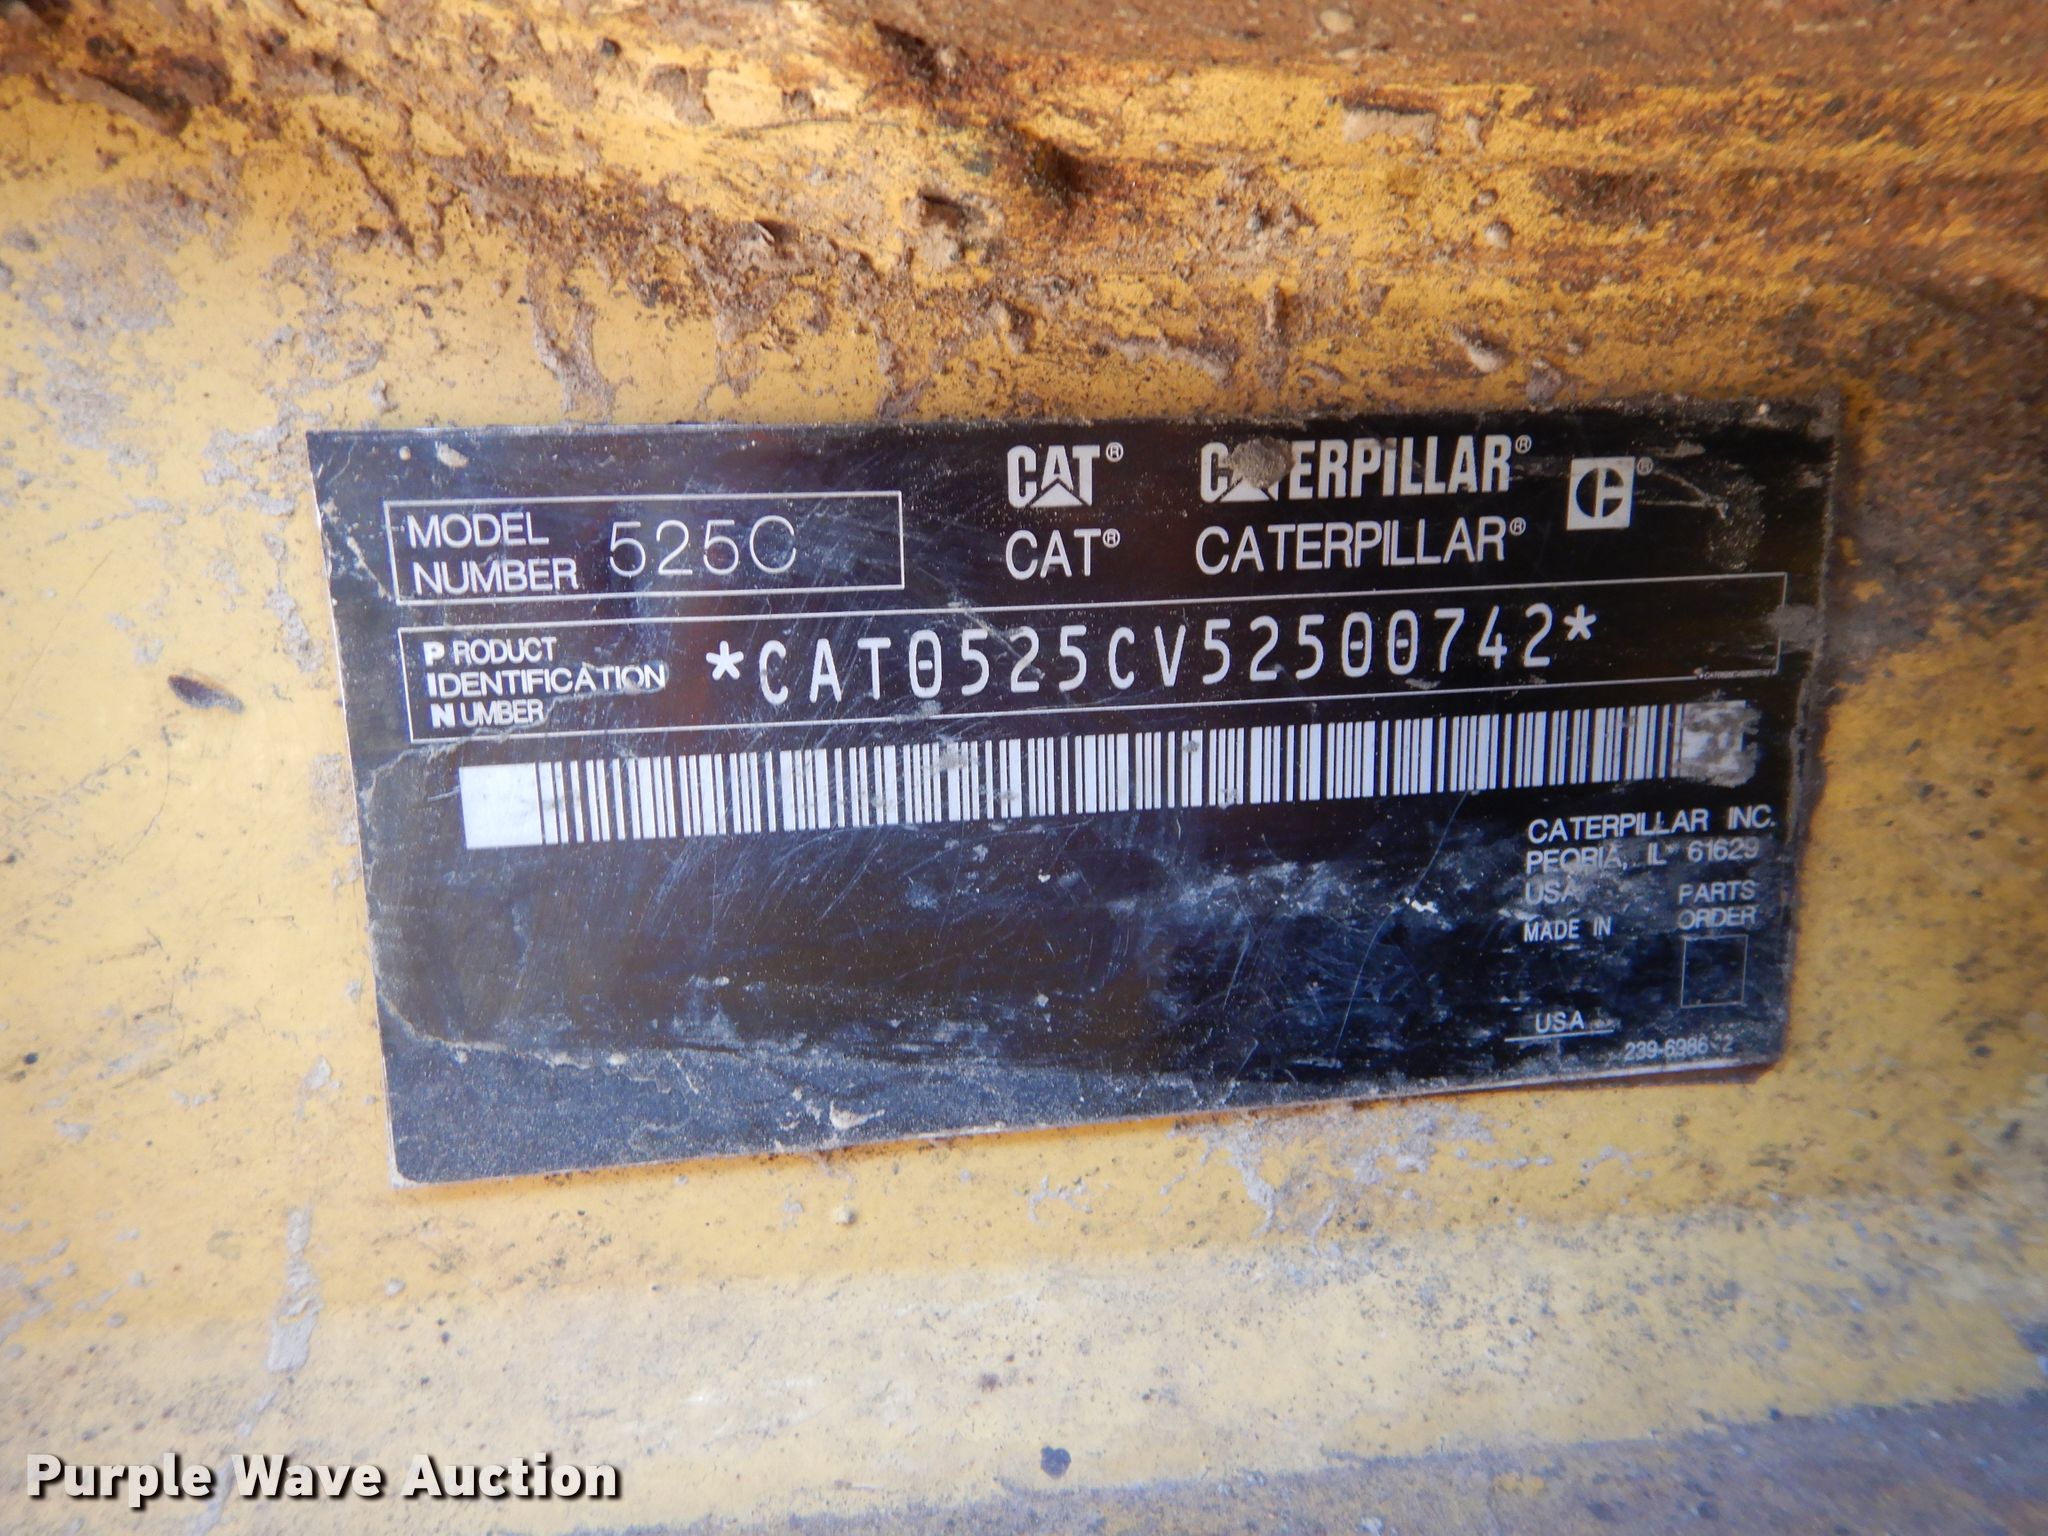 CAT® CATERPILLAR® ®
CAT® CATERPILLAR®
MODEL
NUMBER 525C
PRODUCT
IDENTIFICATION
NUMBER
*CAT0525CV52500742*
CATERPILLAR INC.
PEORIA, IL 61629
USA PARTS
MADE IN ORDER
USA
239-6986 2
Purple Wave Auction